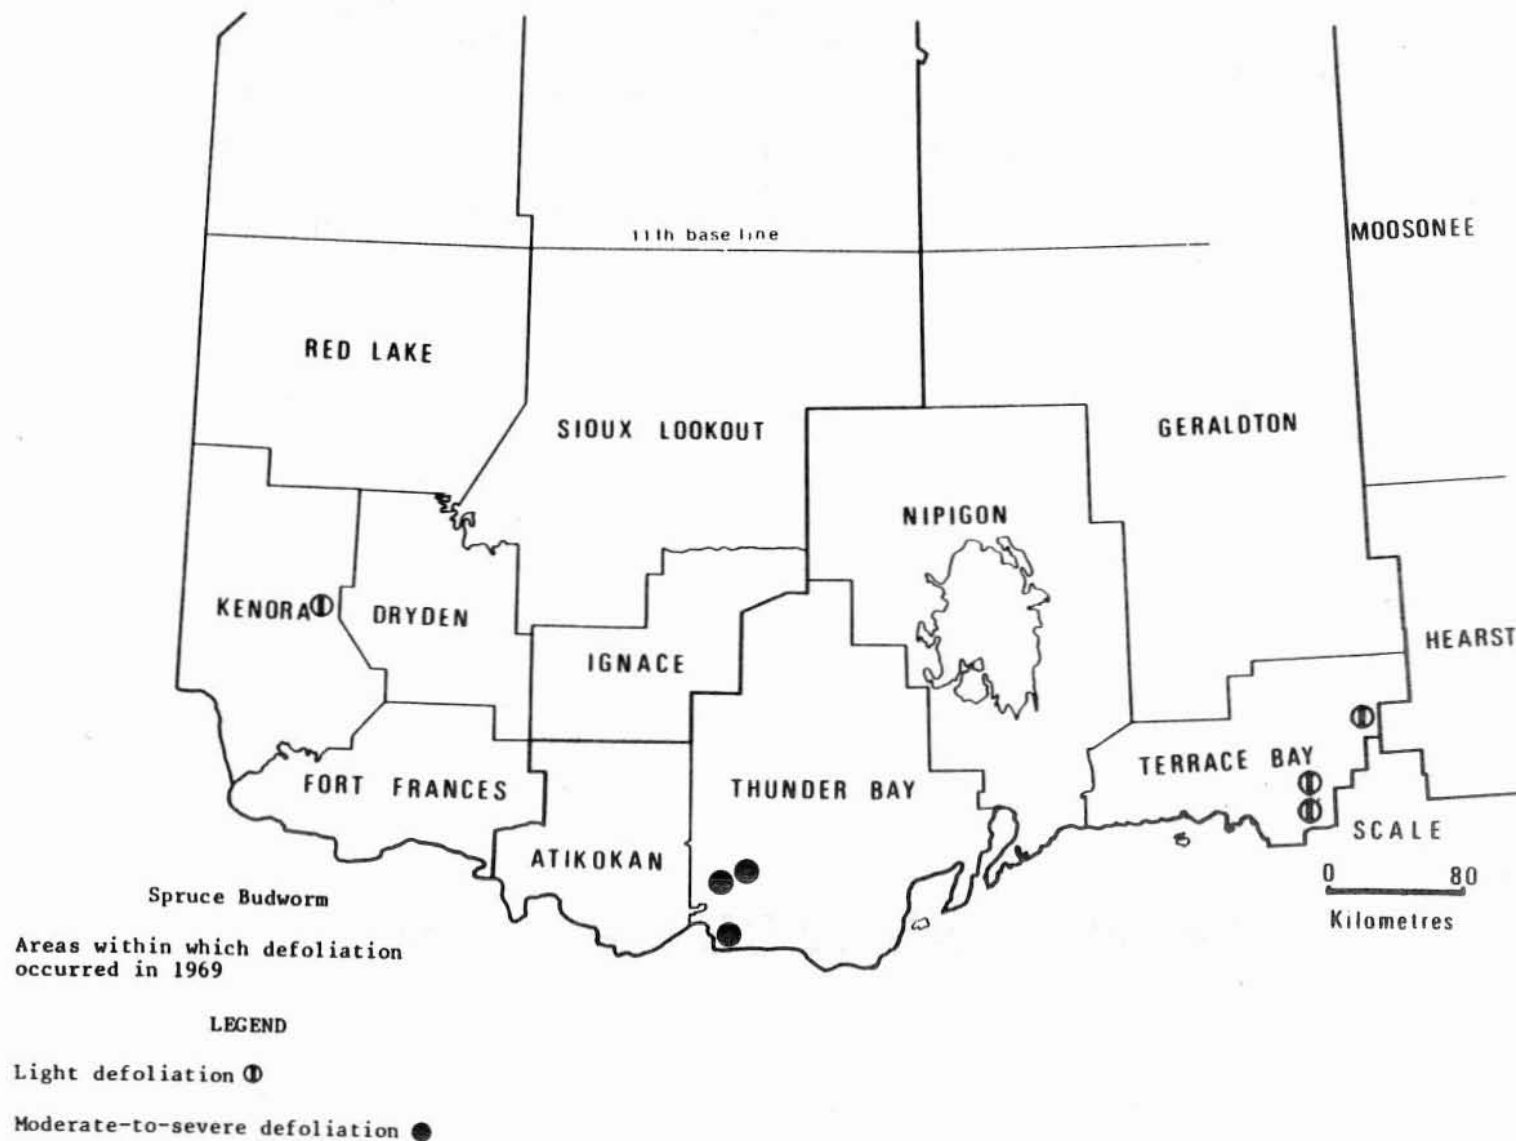 11th base line
MOOSONEE
RED LAKE
SIOUX LOOKOUT
GERALDTON
NIPIGON
KENORA
DRYDEN
HEARST
IGNACE
TERRACE BAY
FORT FRANCES
THUNDER BAY
SCALE
ATIKOKAN
0 80
Kilometres
Spruce Budworm
Areas within which defoliation
occurred in 1969
LEGEND
Light defoliation
Moderate-to-severe defoliation